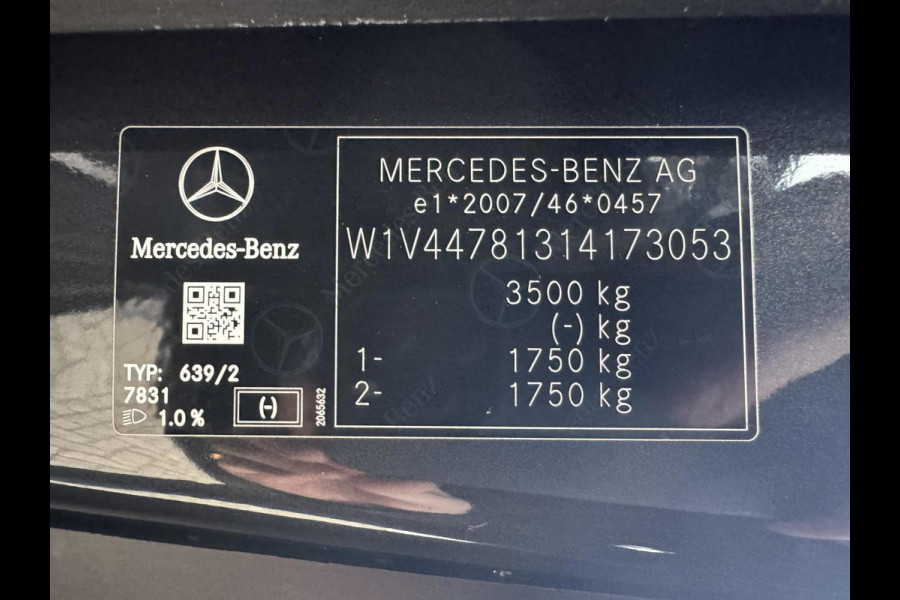 Mercedes-Benz
TYP: 639/2
7831
1.0 %
(-)
2065632
MERCEDES-BENZ AG
e1*2007/46*0457
W1V44781314173053
3500 kg
(-) kg
1- 1750 kg
2- 1750 kg